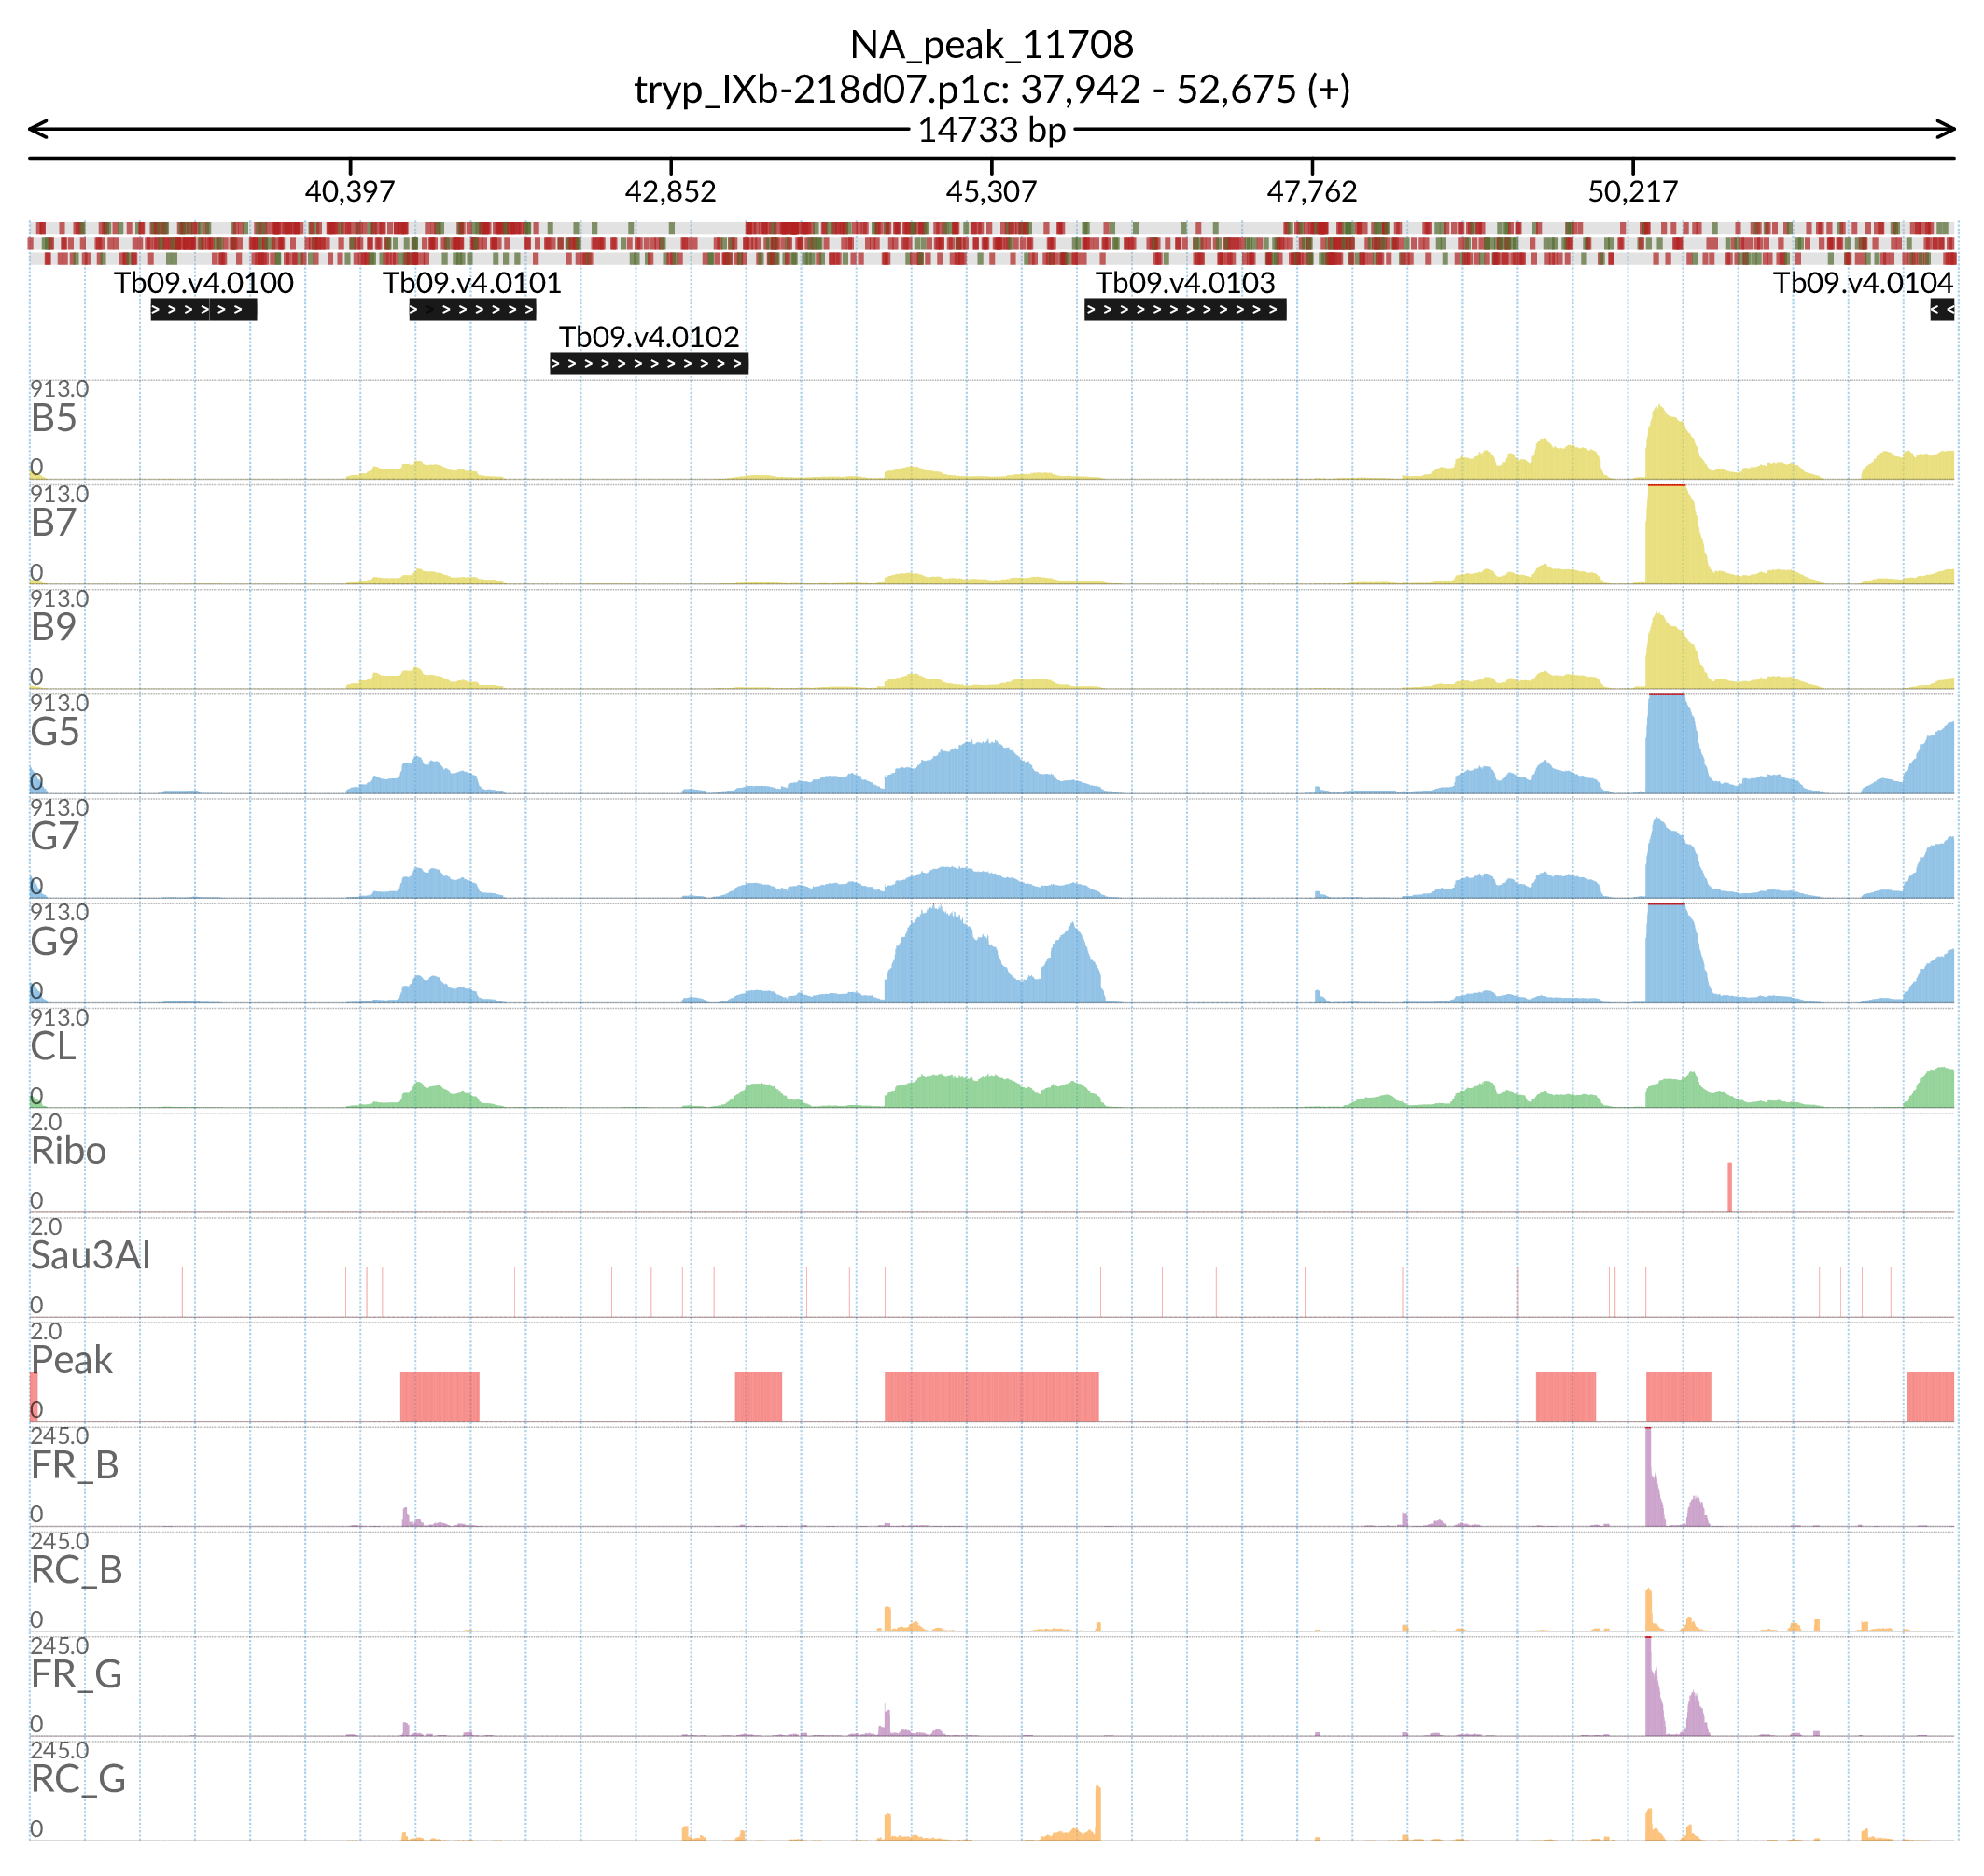 NA_peak_11708
tryp_IXb-218d07.p1c: 37,942 - 52,675 (+)
14733 bp
40,397 42,852 45,307 47,762 50,217
Tb09.v4.0100 Tb09.v4.0101 Tb09.v4.0103 Tb09.v4.0104
Tb09.v4.0102
913.0
B5
0
913.0
B7
0
913.0
B9
0
913.0
G5
0
913.0
G7
0
913.0
G9
0
913.0
CL
0
2.0
Ribo
0
2.0
Sau3AI
0
2.0
Peak
0
245.0
FR_B
0
245.0
RC_B
0
245.0
FR_G
0
245.0
RC_G
0